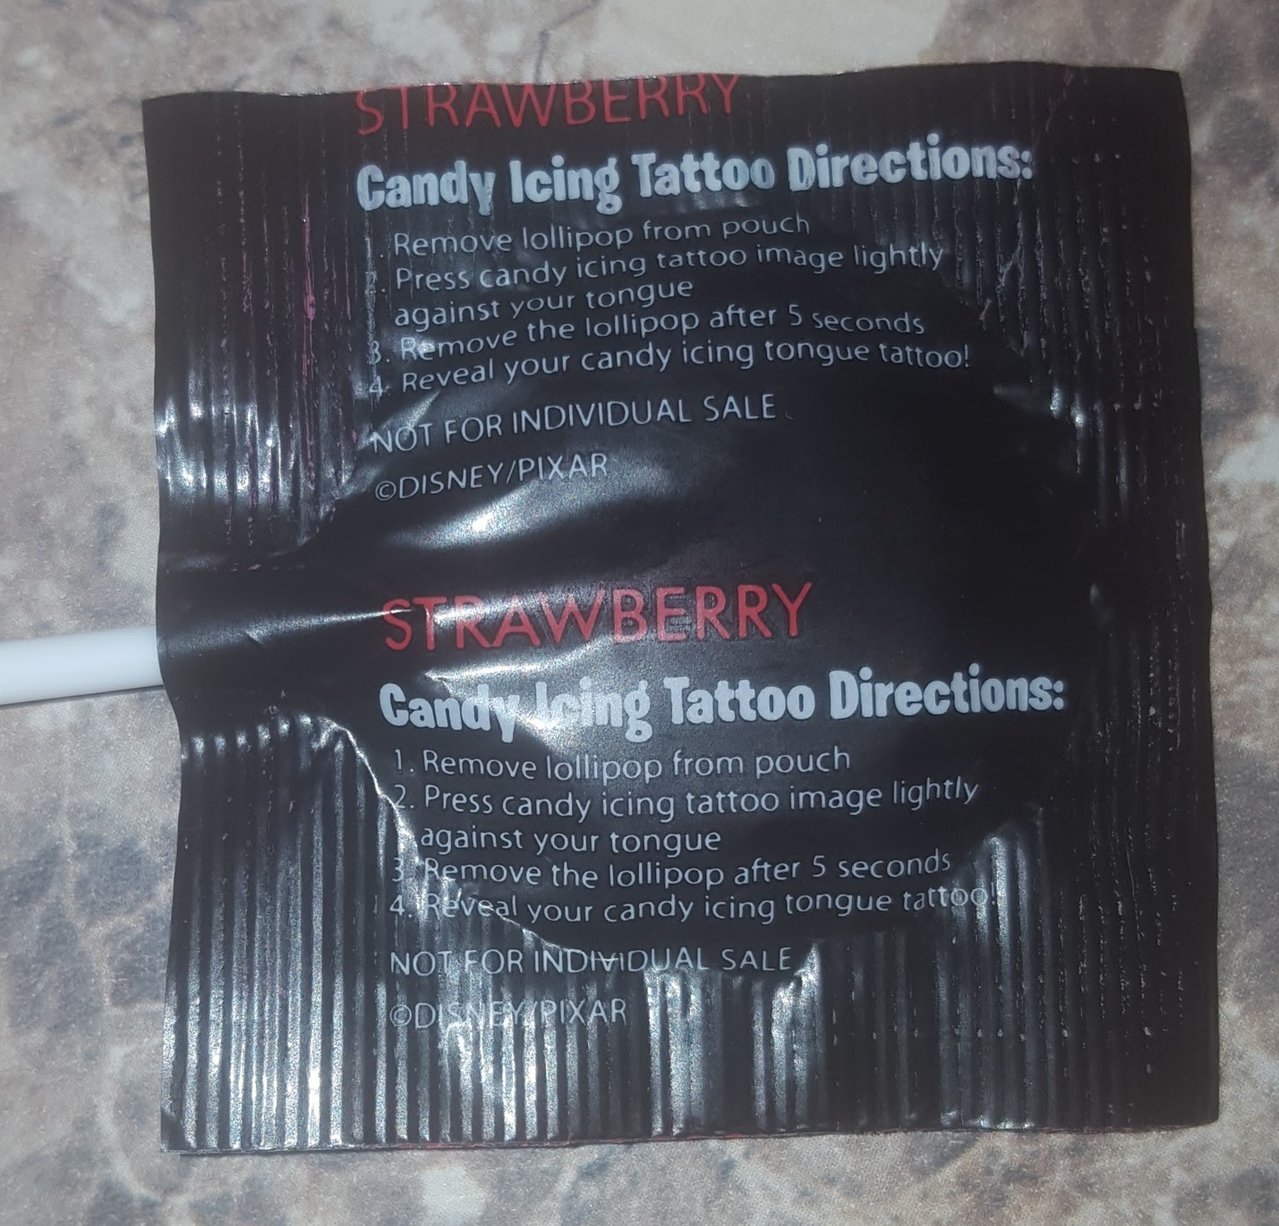 STRAWBERRY
Candy Icing Tattoo Directions:
1. Remove lollipop from pouch
2. Press candy icing tattoo image lightly
against your tongue
3. Remove the lollipop after 5 seconds
4. Reveal your candy icing tongue tattoo!
NOT FOR INDIVIDUAL SALE
©DISNEY/PIXAR
STRAWBERRY
Candy Icing Tattoo Directions:
1. Remove lollipop from pouch
2. Press candy icing tattoo image lightly
against your tongue
3. Remove the lollipop after 5 seconds
4. Reveal your candy icing tongue tattoo!
NOT FOR INDIVIDUAL SALE
©DISNEY/PIXAR